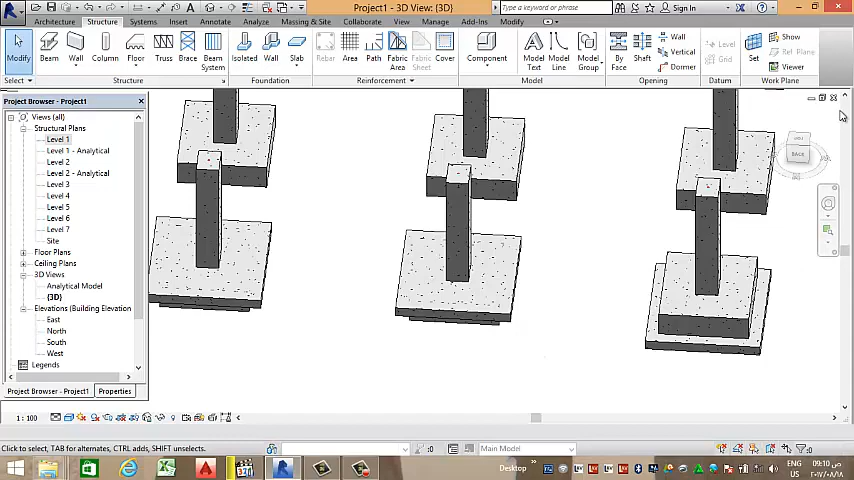 Project1 - 3D View: {3D}
Type a keyword or phrase
Sign In
Architecture Structure Systems Insert Annotate Analyze Massing & Site Collaborate View Manage Add-Ins Modify
Modify Beam Wall Column Floor Truss Brace Beam System Isolated Wall Slab Rebar Area Path Fabric Area Fabric Sheet Cover Component Model Text Model Line Model Group By Face Shaft Wall Vertical Dormer Level Grid Set Show Ref Plane Viewer
Select Structure Foundation Reinforcement Model Opening Datum Work Plane
Project Browser - Project1
Views (all)
Structural Plans
Level 1
Level 1 - Analytical
Level 2
Level 2 - Analytical
Level 3
Level 4
Level 5
Level 6
Level 7
Site
Floor Plans
Ceiling Plans
3D Views
Analytical Model
{3D}
Elevations (Building Elevation
East
North
South
West
Legends
Project Browser - Project1 Properties
BACK
1 : 100
Click to select, TAB for alternates, CTRL adds, SHIFT unselects.
:0
Main Model
:0
Desktop
ENG
09:10 ص
٢٠١٧/٠٨/١٨